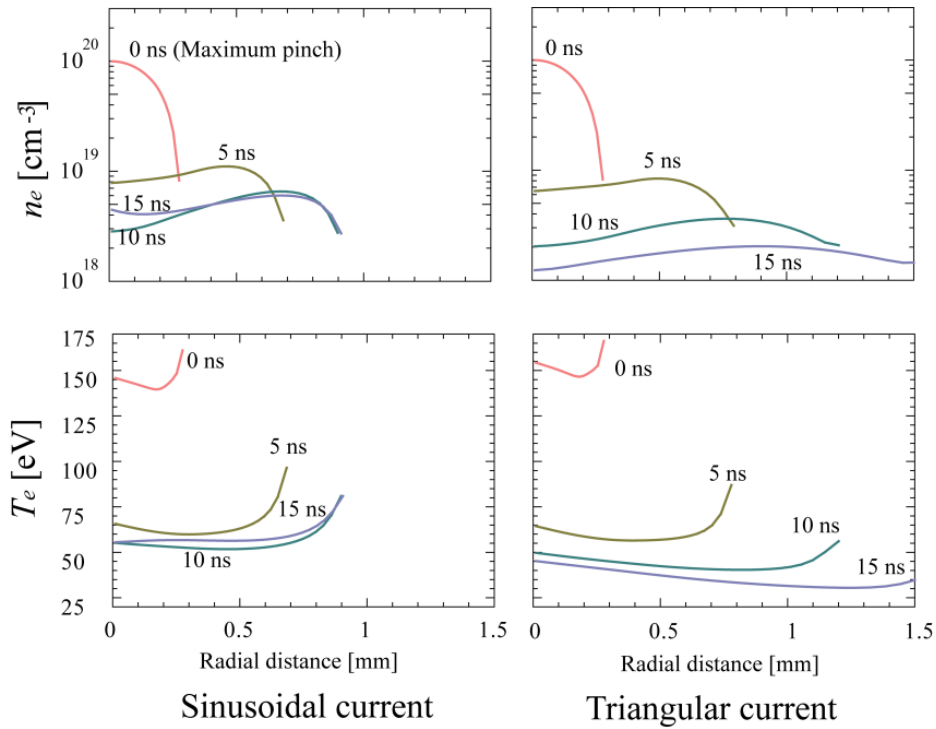 0 ns (Maximum pinch)
5 ns
15 ns
10 ns
10²⁰
10¹⁹
10¹⁸
nₑ [cm⁻³]
0 ns
5 ns
10 ns
15 ns
0 ns
5 ns
15 ns
10 ns
175
150
125
100
75
50
25
Tₑ [eV]
0 0.5 1 1.5
Radial distance [mm]
Sinusoidal current
0 ns
5 ns
10 ns
15 ns
0 0.5 1 1.5
Radial distance [mm]
Triangular current